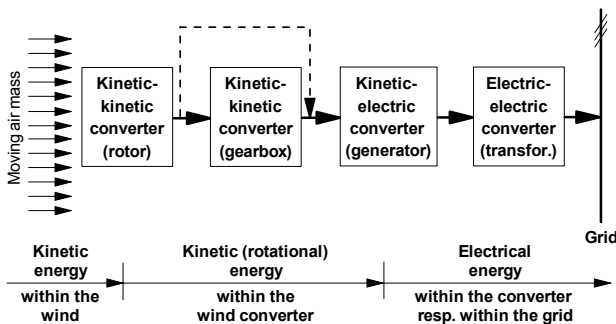 Moving air mass
Kinetic-
kinetic
converter
(rotor)
Kinetic-
kinetic
converter
(gearbox)
Kinetic-
electric
converter
(generator)
Electric-
electric
converter
(transfor.)
Grid
Kinetic
energy
within the
wind
Kinetic (rotational)
energy
within the
wind converter
Electrical
energy
within the converter
resp. within the grid